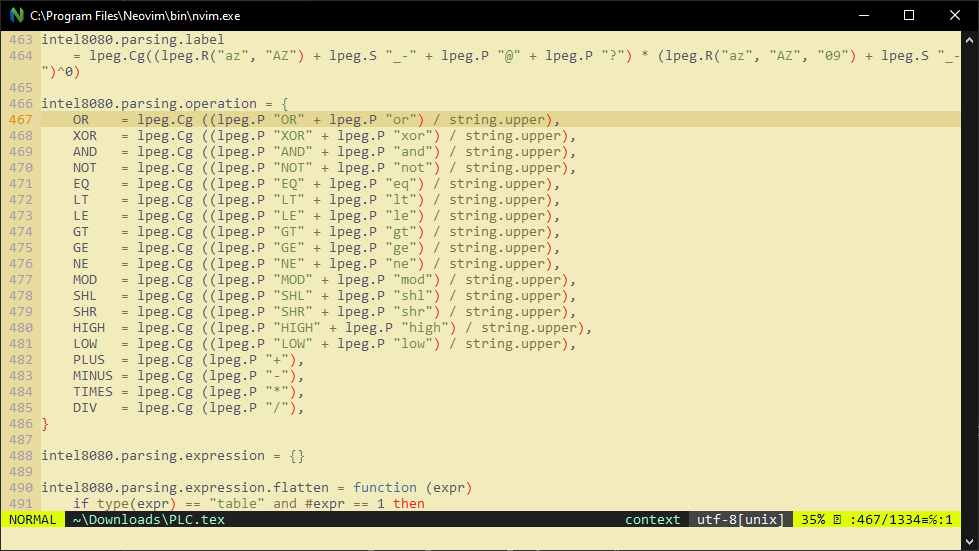 C:\Program Files\Neovim\bin\nvim.exe
463 intel8080.parsing.label
464     = lpeg.Cg((lpeg.R("az", "AZ") + lpeg.S "_-" + lpeg.P "@" + lpeg.P "?") * (lpeg.R("az", "AZ", "09") + lpeg.S "_-
")^0)
465
466 intel8080.parsing.operation = {
467     OR    = lpeg.Cg ((lpeg.P "OR" + lpeg.P "or") / string.upper),
468     XOR   = lpeg.Cg ((lpeg.P "XOR" + lpeg.P "xor") / string.upper),
469     AND   = lpeg.Cg ((lpeg.P "AND" + lpeg.P "and") / string.upper),
470     NOT   = lpeg.Cg ((lpeg.P "NOT" + lpeg.P "not") / string.upper),
471     EQ    = lpeg.Cg ((lpeg.P "EQ" + lpeg.P "eq") / string.upper),
472     LT    = lpeg.Cg ((lpeg.P "LT" + lpeg.P "lt") / string.upper),
473     LE    = lpeg.Cg ((lpeg.P "LE" + lpeg.P "le") / string.upper),
474     GT    = lpeg.Cg ((lpeg.P "GT" + lpeg.P "gt") / string.upper),
475     GE    = lpeg.Cg ((lpeg.P "GE" + lpeg.P "ge") / string.upper),
476     NE    = lpeg.Cg ((lpeg.P "NE" + lpeg.P "ne") / string.upper),
477     MOD   = lpeg.Cg ((lpeg.P "MOD" + lpeg.P "mod") / string.upper),
478     SHL   = lpeg.Cg ((lpeg.P "SHL" + lpeg.P "shl") / string.upper),
479     SHR   = lpeg.Cg ((lpeg.P "SHR" + lpeg.P "shr") / string.upper),
480     HIGH  = lpeg.Cg ((lpeg.P "HIGH" + lpeg.P "high") / string.upper),
481     LOW   = lpeg.Cg ((lpeg.P "LOW" + lpeg.P "low") / string.upper),
482     PLUS  = lpeg.Cg (lpeg.P "+"),
483     MINUS = lpeg.Cg (lpeg.P "-"),
484     TIMES = lpeg.Cg (lpeg.P "*"),
485     DIV   = lpeg.Cg (lpeg.P "/"),
486 }
487
488 intel8080.parsing.expression = {}
489
490 intel8080.parsing.expression.flatten = function (expr)
491     if type(expr) == "table" and #expr == 1 then
NORMAL ~\Downloads\PLC.tex context utf-8[unix] 35% :467/1334≡%:1